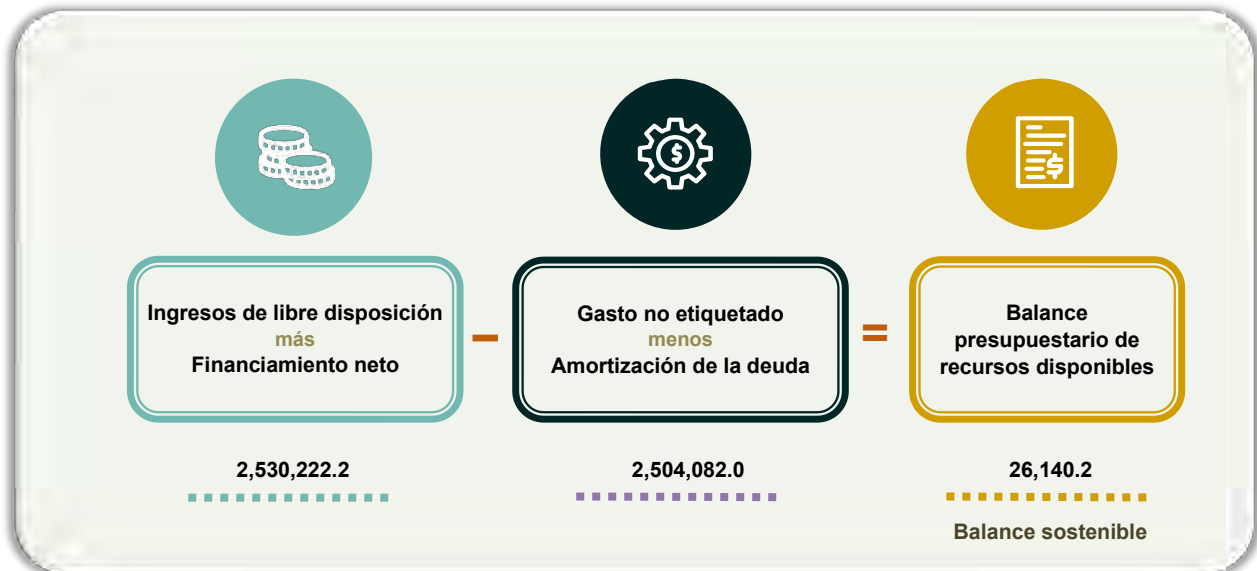 Ingresos de libre disposición
más
Financiamiento neto
–
Gasto no etiquetado
menos
Amortización de la deuda
=
Balance
presupuestario de
recursos disponibles
2,530,222.2
2,504,082.0
26,140.2
Balance sostenible